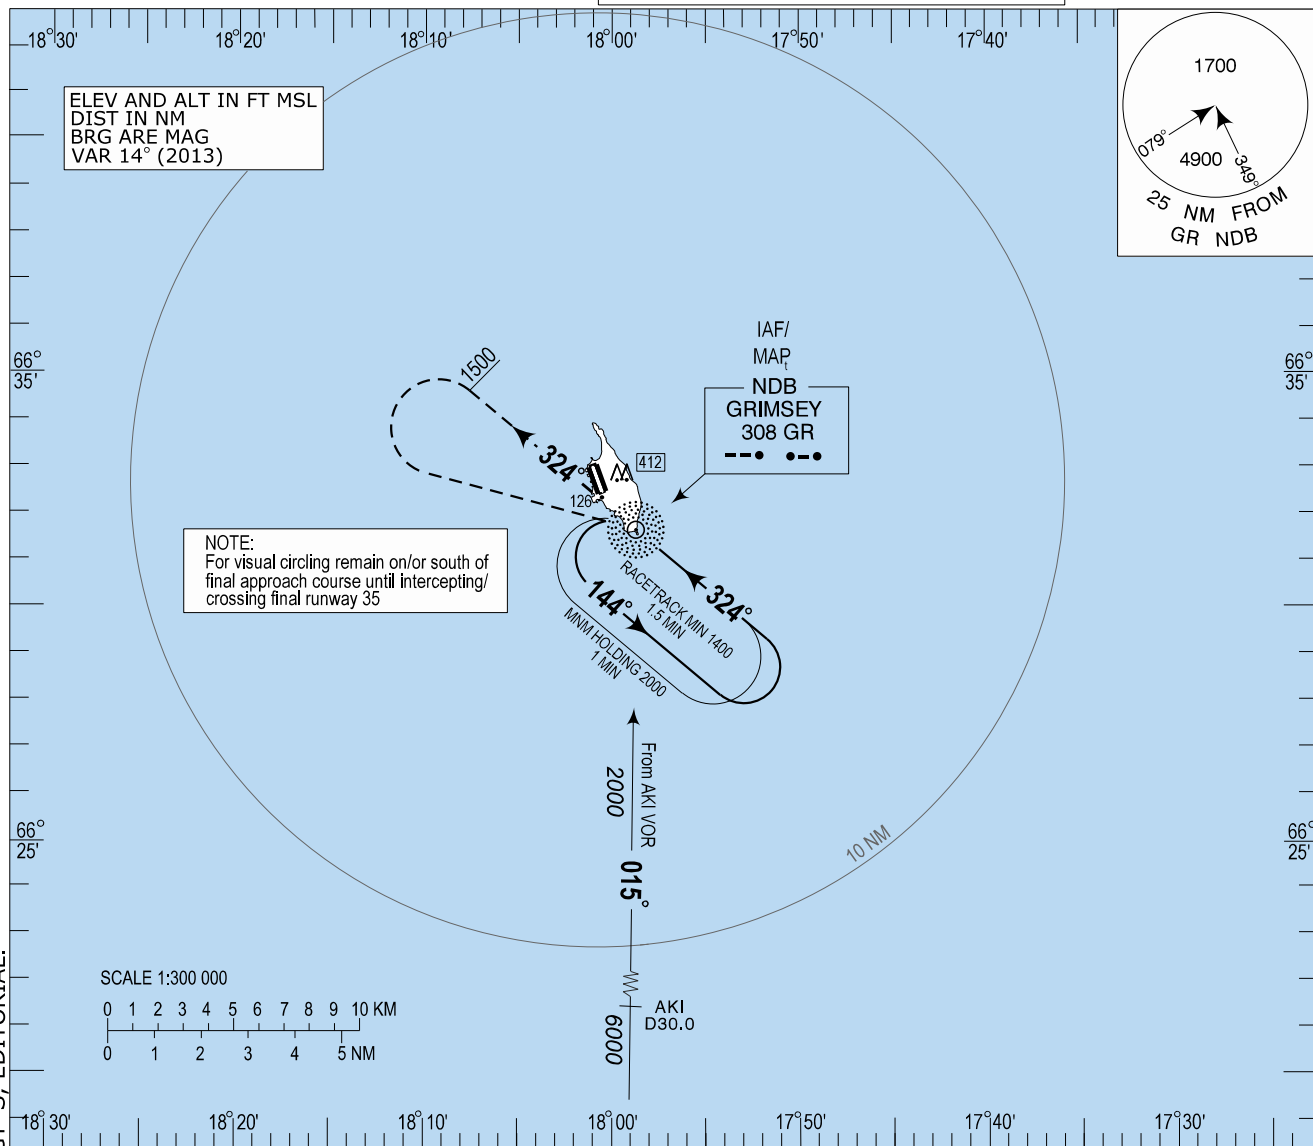 18°30'
18°20'
18°10'
18°00'
17°50'
17°40'
ELEV AND ALT IN FT MSL
DIST IN NM
BRG ARE MAG
VAR 14° (2013)
1700
079°
4900
349°
25 NM FROM
GR NDB
IAF/
MAPt
NDB
GRIMSEY
308 GR
66°
35'
66°
35'
1500
324°
412
126
NOTE:
For visual circling remain on/or south of
final approach course until intercepting/
crossing final runway 35
324°
RACETRACK MIN 1400
1.5 MIN
144°
MNM HOLDING 2000
1 MIN
From AKI VOR
2000
015°
66°
25'
66°
25'
10 NM
SCALE 1:300 000
0 1 2 3 4 5 6 7 8 9 10 KM
0 1 2 3 4 5 NM
AKI
D30.0
6000
EDITORIAL.
18°30'
18°20'
18°10'
18°00'
17°50'
17°40'
17°30'